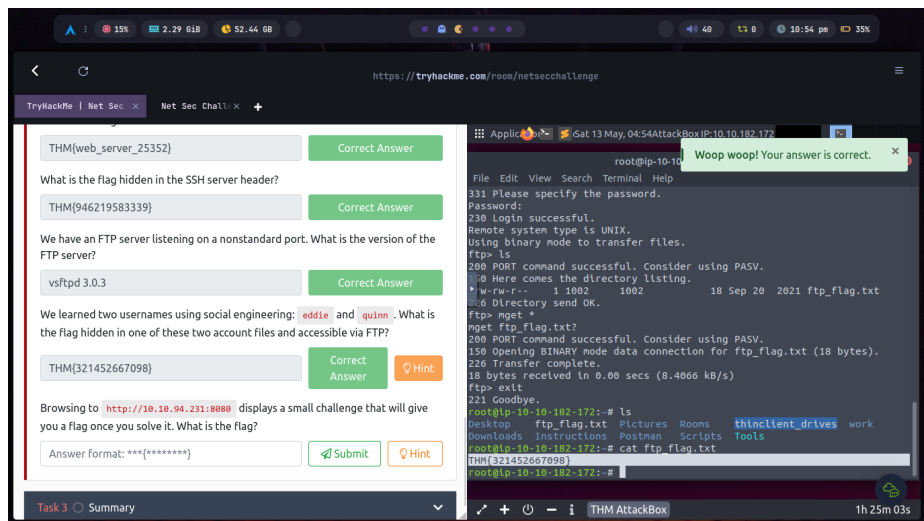 15% 2.29 GiB 52.44 GB 40 0 10:54 pm 35%
https://tryhackme.com/room/netsecchallenge
TryHackMe | Net Sec × Net Sec Chall × +
THM{web_server_25352} Correct Answer
What is the flag hidden in the SSH server header?
THM{946219583339} Correct Answer
We have an FTP server listening on a nonstandard port. What is the version of the
FTP server?
vsftpd 3.0.3 Correct Answer
We learned two usernames using social engineering: eddie and quinn . What is
the flag hidden in one of these two account files and accessible via FTP?
THM{321452667098} Correct Answer Hint
Browsing to http://10.10.94.231:8080 displays a small challenge that will give
you a flag once you solve it. What is the flag?
Answer format: ***{********} Submit Hint
Task 3 Summary
Sat 13 May, 04:54 AttackBox IP:10.10.182.172
Woop woop! Your answer is correct. ×
root@ip-10-10
File Edit View Search Terminal Help
331 Please specify the password.
Password:
230 Login successful.
Remote system type is UNIX.
Using binary mode to transfer files.
ftp> ls
200 PORT command successful. Consider using PASV.
Here comes the directory listing.
rw-rw-r-- 1 1002 1002 18 Sep 20 2021 ftp_flag.txt
Directory send OK.
ftp> mget *
mget ftp_flag.txt?
200 PORT command successful. Consider using PASV.
150 Opening BINARY mode data connection for ftp_flag.txt (18 bytes).
226 Transfer complete.
18 bytes received in 0.00 secs (8.4066 kB/s)
ftp> exit
221 Goodbye.
root@ip-10-10-182-172:~# ls
Desktop ftp_flag.txt Pictures Rooms thinclient_drives work
Downloads Instructions Postman Scripts Tools
root@ip-10-10-182-172:~# cat ftp_flag.txt
THM{321452667098}
root@ip-10-10-182-172:~#
THM AttackBox 1h 25m 03s